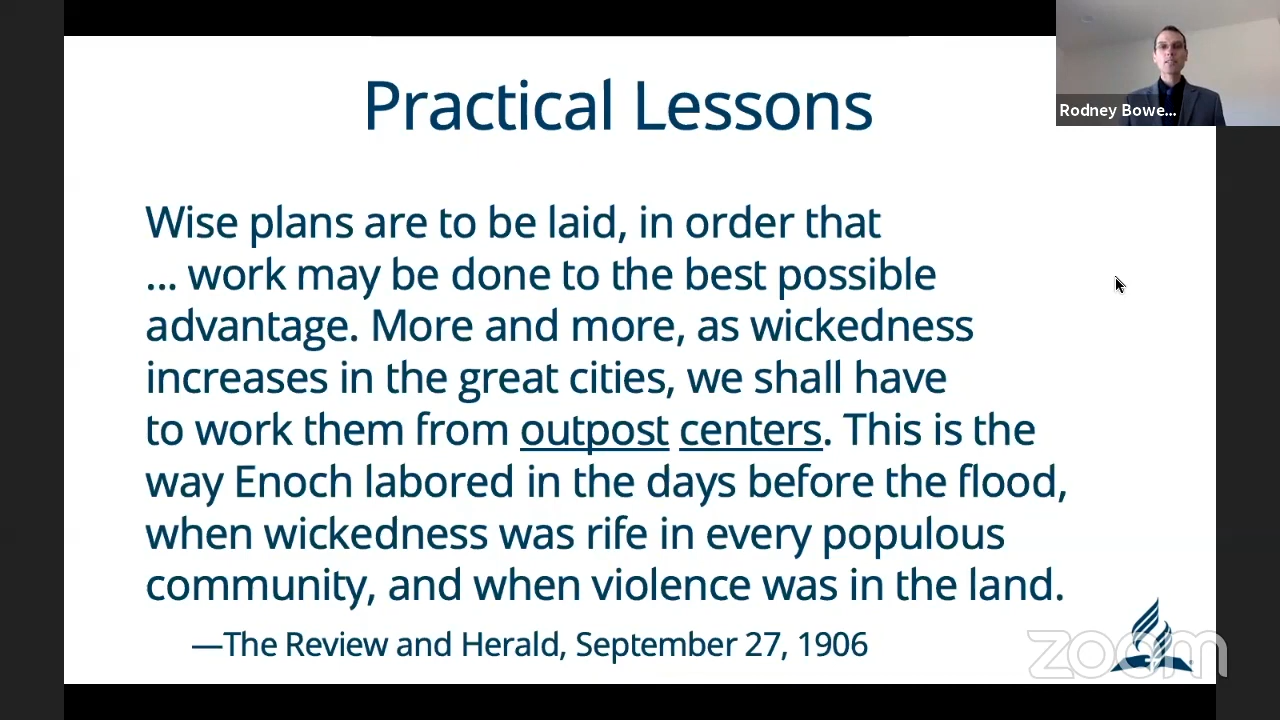 Practical Lessons
Rodney Bowe...
Wise plans are to be laid, in order that
... work may be done to the best possible
advantage. More and more, as wickedness
increases in the great cities, we shall have
to work them from outpost centers. This is the
way Enoch labored in the days before the flood,
when wickedness was rife in every populous
community, and when violence was in the land.
—The Review and Herald, September 27, 1906
zoom